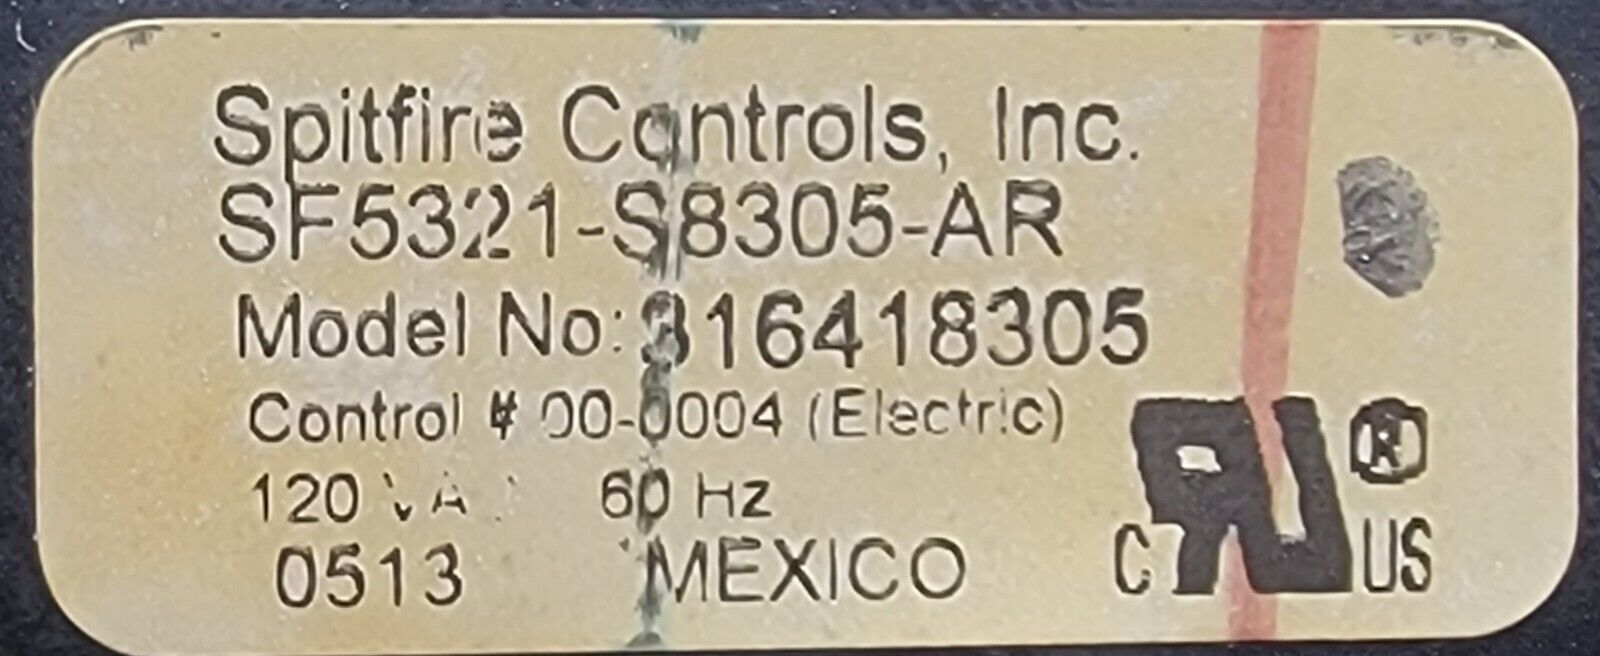 Spitfire Controls, Inc.
SF5321-S8305-AR
Model No: 316418305
Control # 00-0004 (Electric)
120 VAC 60 Hz
0513 MEXICO
C RU US ®